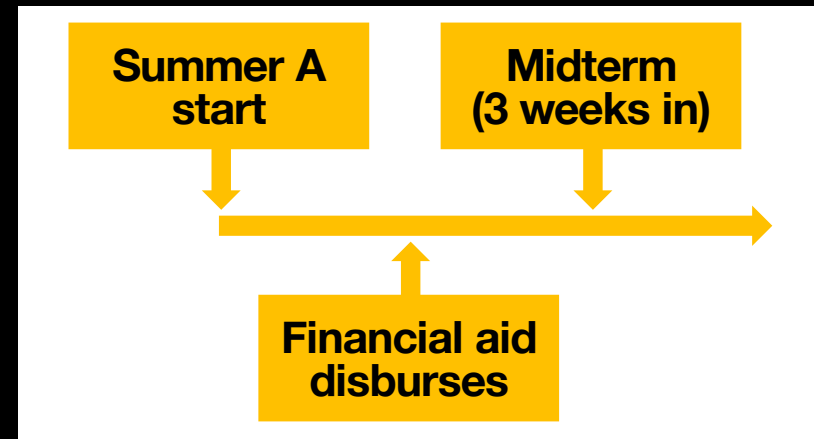 Summer A
start
Midterm
(3 weeks in)
Financial aid
disburses